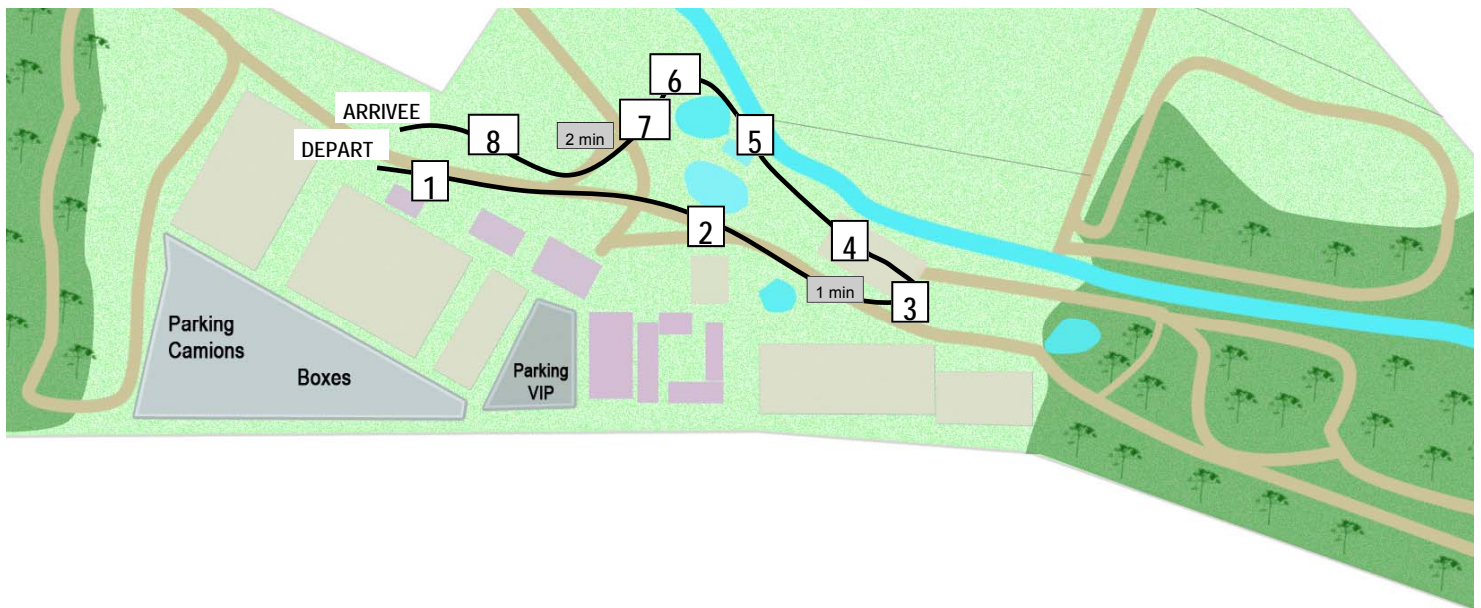 6
ARRIVEE
7
2 min
8
5
DEPART
1
2
4
1 min
3
Parking
Camions
Boxes
Parking
VIP